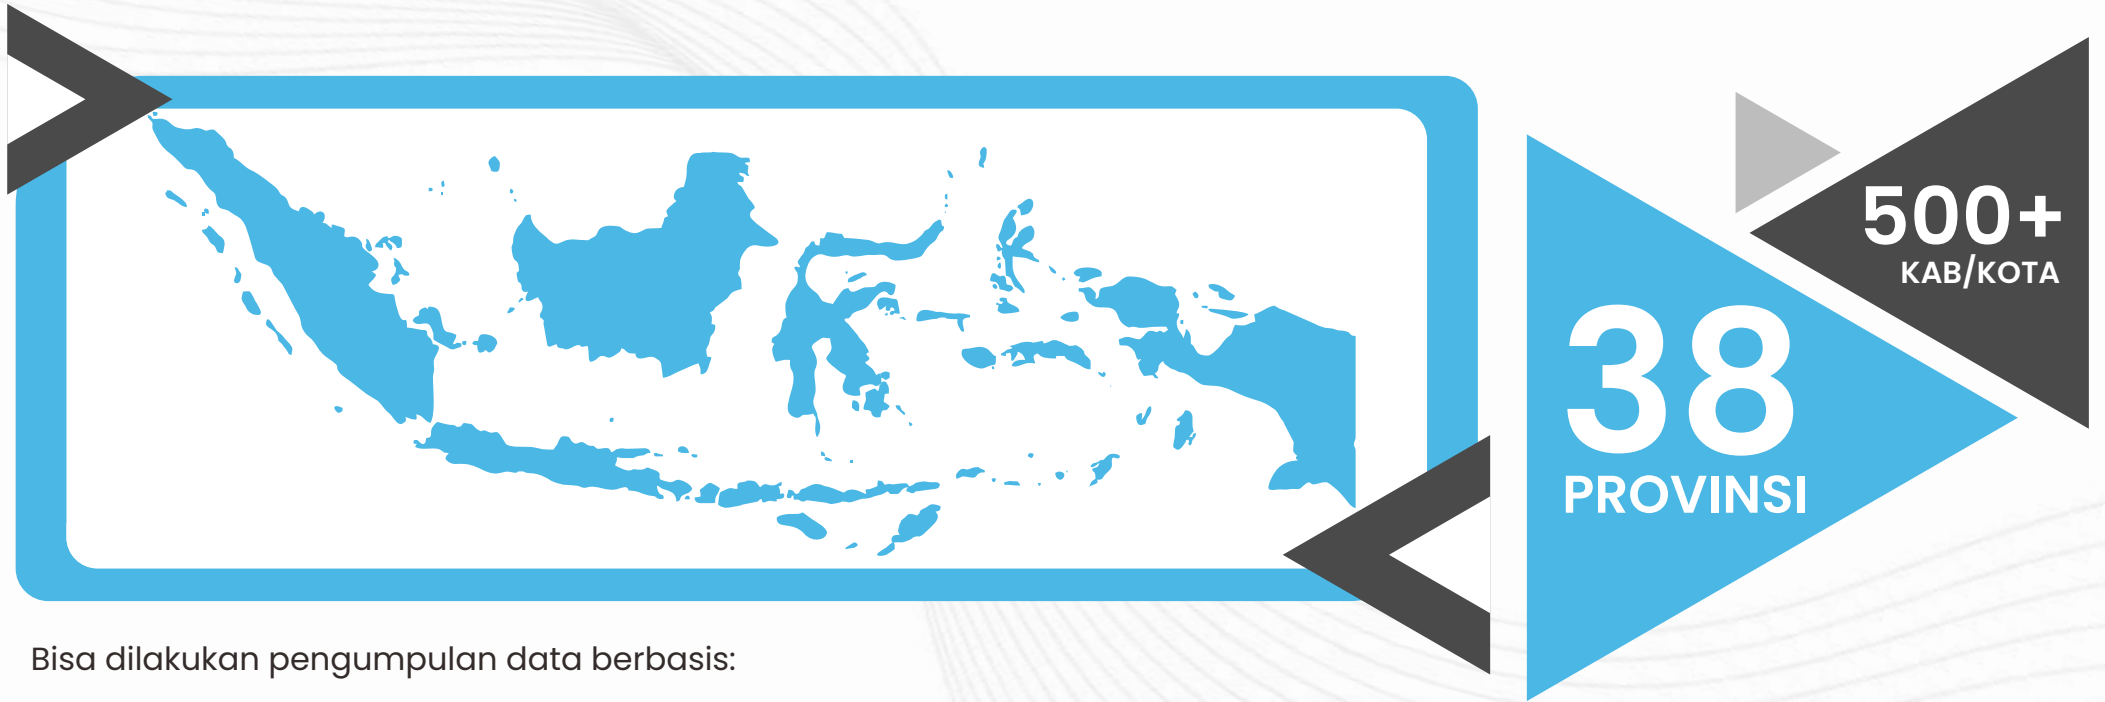 500+
KAB/KOTA
38
PROVINSI
Bisa dilakukan pengumpulan data berbasis: